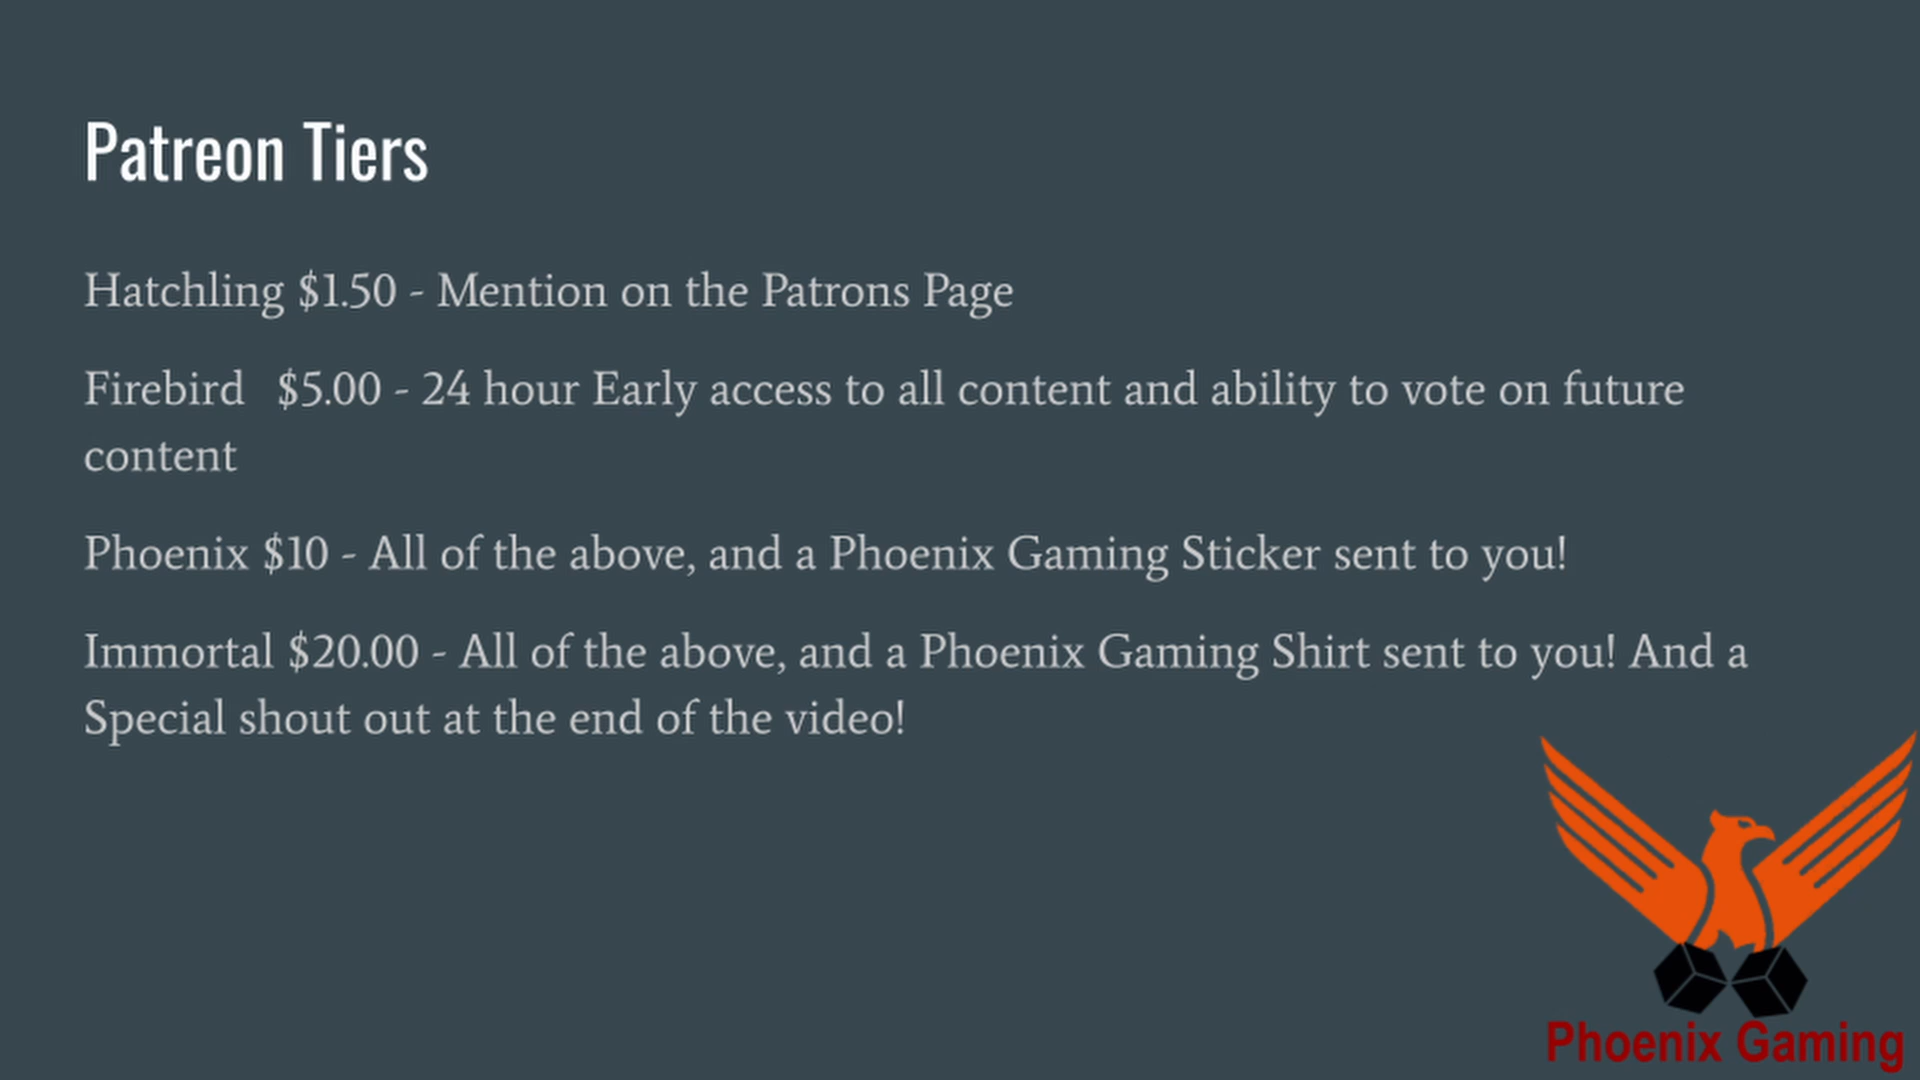 Patreon Tiers
Hatchling $1.50 - Mention on the Patrons Page
Firebird  $5.00 - 24 hour Early access to all content and ability to vote on future
content
Phoenix $10 - All of the above, and a Phoenix Gaming Sticker sent to you!
Immortal $20.00 - All of the above, and a Phoenix Gaming Shirt sent to you! And a
Special shout out at the end of the video!
Phoenix Gaming